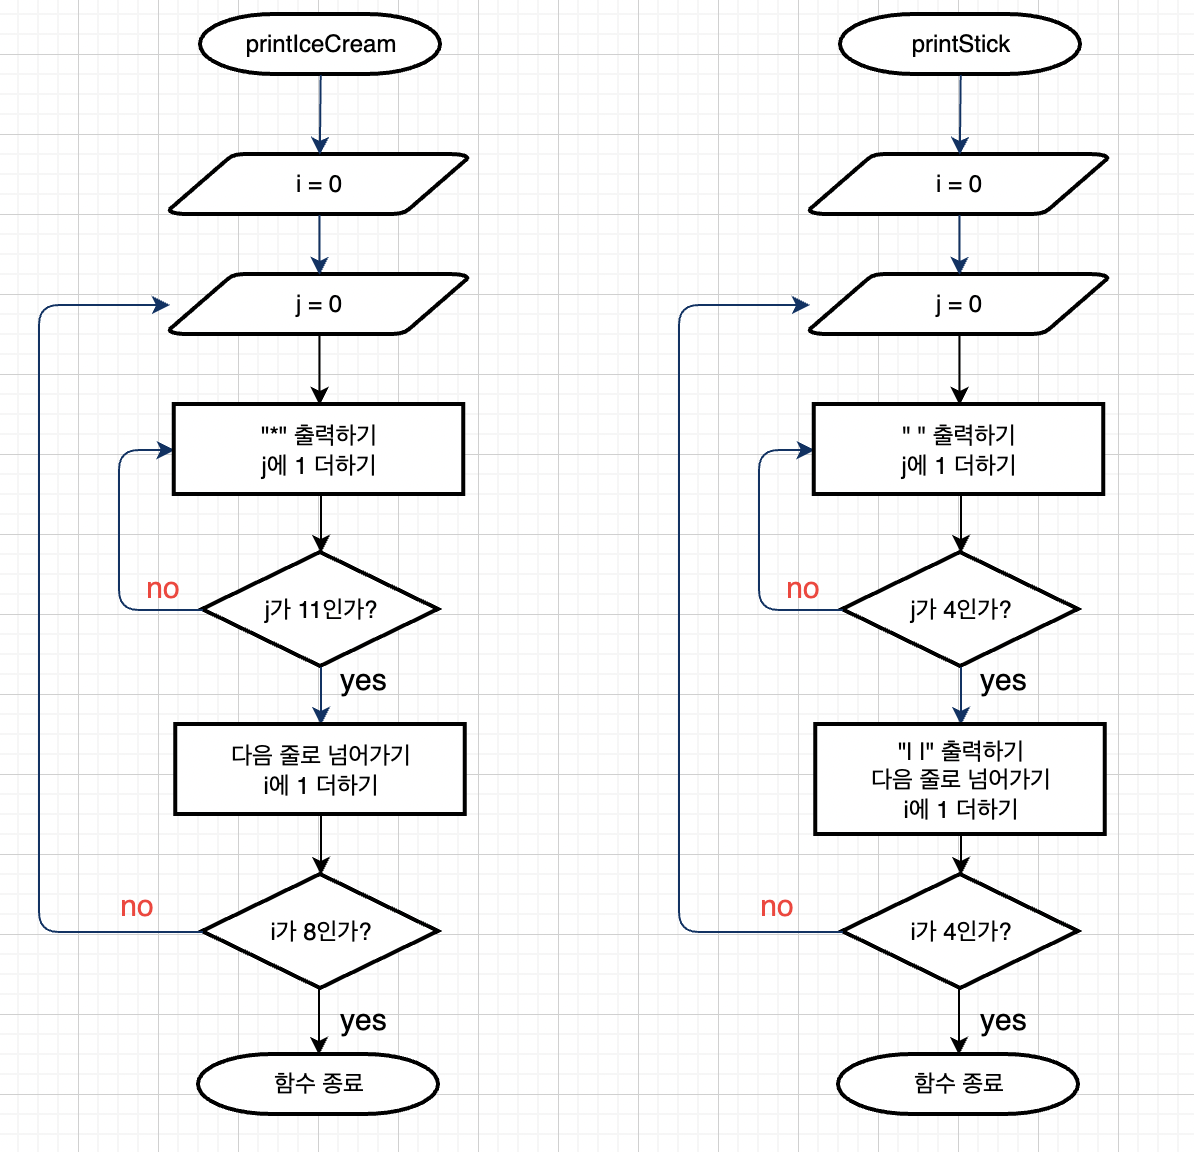 printIceCream
i = 0
j = 0
"*" 출력하기
j에 1 더하기
no
j가 11인가?
yes
다음 줄로 넘어가기
i에 1 더하기
no
i가 8인가?
yes
함수 종료
printStick
i = 0
j = 0
" " 출력하기
j에 1 더하기
no
j가 4인가?
yes
"| |" 출력하기
다음 줄로 넘어가기
i에 1 더하기
no
i가 4인가?
yes
함수 종료